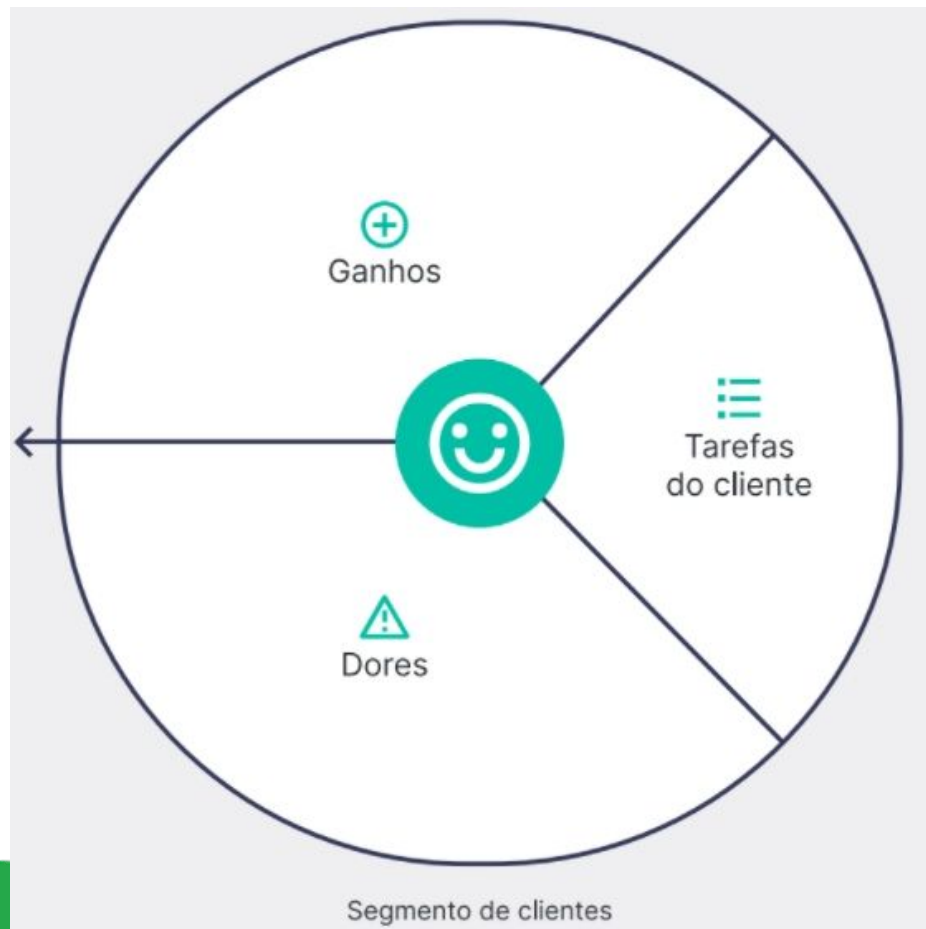 Ganhos
Tarefas
do cliente
Dores
Segmento de clientes